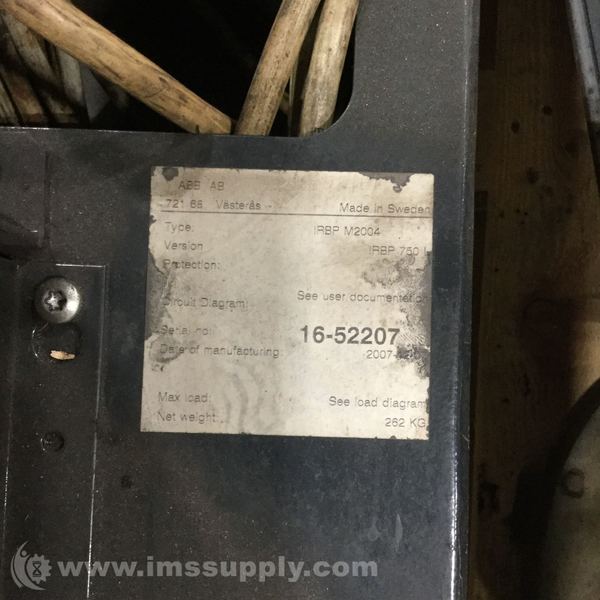 ABB AB
721 68 Västerås Made in Sweden
Type: IRBP M2004
Version IRBP 750
Protection:
Circuit Diagram: See user documentation
Serial no: 16-52207
Date of manufacturing: 2007-
Max load: See load diagram
Net weight: 262 KG
www.imssupply.com